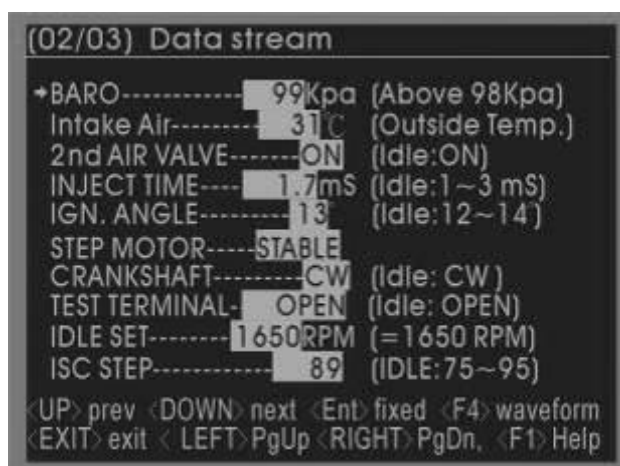 (02/03) Data stream
➔BARO------------ 99Kpa (Above 98Kpa)
Intake Air--------- 31℃ (Outside Temp.)
2nd AIR VALVE-------ON (Idle:ON)
INJECT TIME---- 1.7mS (Idle:1~3 mS)
IGN. ANGLE--------- 13° (Idle:12~14°)
STEP MOTOR-----STABLE
CRANKSHAFT---------CW (Idle: CW )
TEST TERMINAL- OPEN (Idle: OPEN)
IDLE SET-------- 1650RPM (=1650 RPM)
ISC STEP------------ 89 (IDLE:75~95)
<UP> prev <DOWN> next <Ent> fixed <F4> waveform
<EXIT> exit < LEFT> PgUp <RIGHT> PgDn, <F1> Help